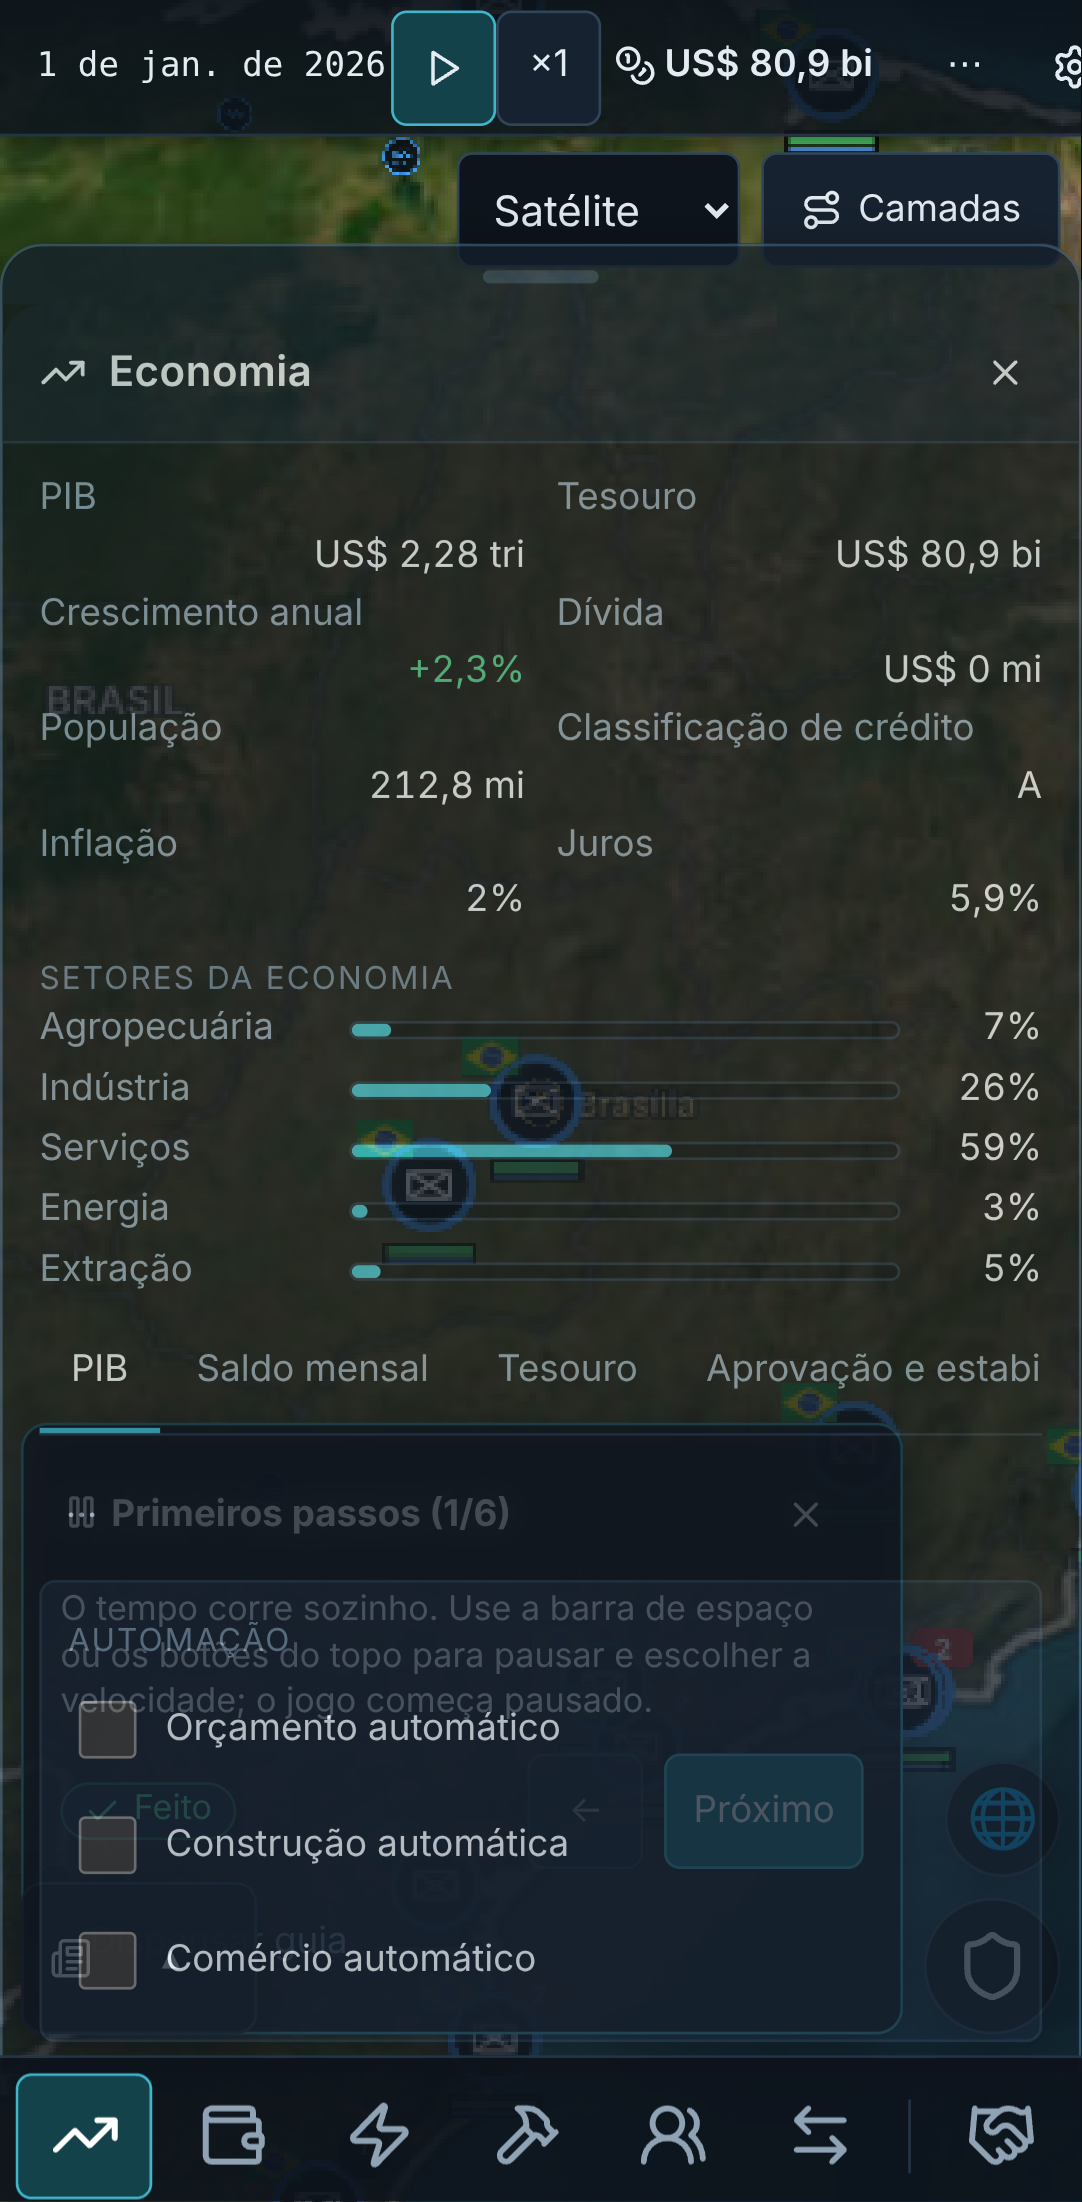 1 de jan. de 2026
×1
US$ 80,9 bi
...
Satélite
Camadas
Economia
PIB
US$ 2,28 tri
Tesouro
US$ 80,9 bi
Crescimento anual
+2,3%
Dívida
US$ 0 mi
BRASIL
População
212,8 mi
Classificação de crédito
A
Inflação
2%
Juros
5,9%
SETORES DA ECONOMIA
Agropecuária 7%
Indústria 26%
Brasília
Serviços 59%
Energia 3%
Extração 5%
PIB Saldo mensal Tesouro Aprovação e estabi
Primeiros passos (1/6)
O tempo corre sozinho. Use a barra de espaço
ou os botões do topo para pausar e escolher a
velocidade; o jogo começa pausado.
AUTOMAÇÃO
2
Orçamento automático
Feito
Próximo
Construção automática
guia
Comércio automático